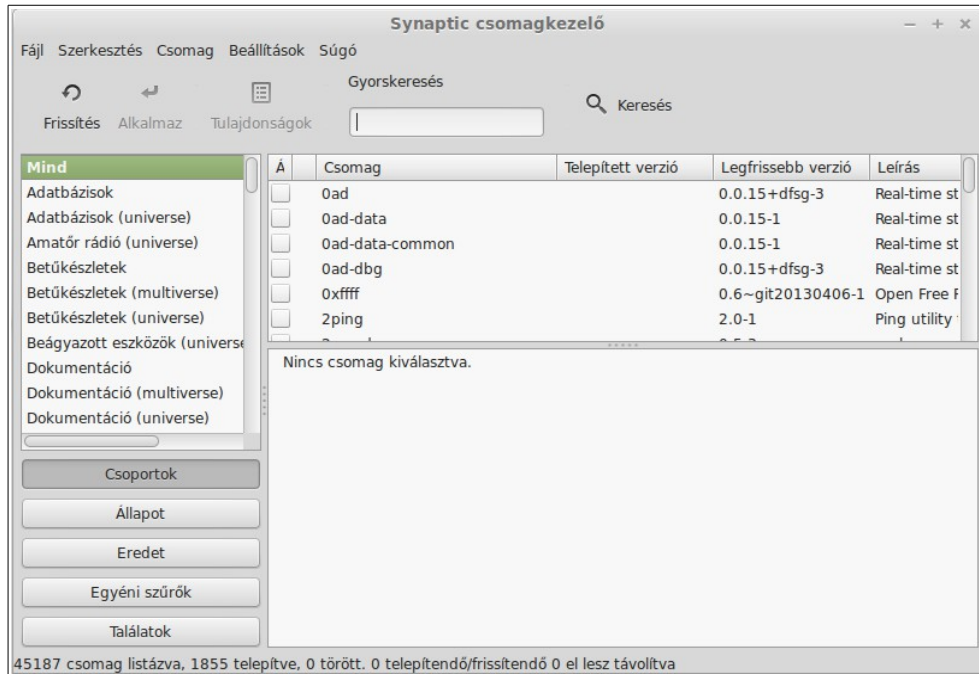 Synaptic csomagkezelő
Fájl Szerkesztés Csomag Beállítások Súgó
Frissítés Alkalmaz Tulajdonságok
Gyorskeresés
Keresés
Mind
Adatbázisok
Adatbázisok (universe)
Amatőr rádió (universe)
Betűkészletek
Betűkészletek (multiverse)
Betűkészletek (universe)
Beágyazott eszközök (universe
Dokumentáció
Dokumentáció (multiverse)
Dokumentáció (universe)
Csoportok
Állapot
Eredet
Egyéni szűrők
Találatok
Á Csomag Telepített verzió Legfrissebb verzió Leírás
0ad 0.0.15+dfsg-3 Real-time st
0ad-data 0.0.15-1 Real-time st
0ad-data-common 0.0.15-1 Real-time st
0ad-dbg 0.0.15+dfsg-3 Real-time st
0xffff 0.6~git20130406-1 Open Free F
2ping 2.0-1 Ping utility
Nincs csomag kiválasztva.
45187 csomag listázva, 1855 telepítve, 0 törött. 0 telepítendő/frissítendő 0 el lesz távolítva